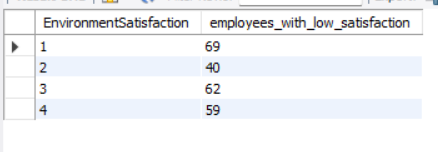 EnvironmentSatisfaction employees_with_low_satisfaction
1 69
2 40
3 62
4 59